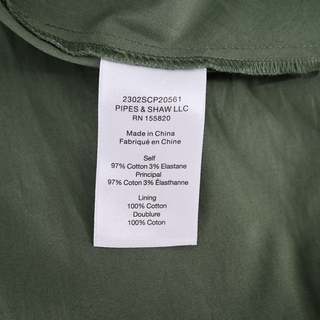 2302SCP20561
PIPES & SHAW LLC
RN 155820
Made in China
Fabriqué en Chine
Self
97% Cotton 3% Elastane
Principal
97% Coton 3% Élasthanne
Lining
100% Cotton
Doublure
100% Coton